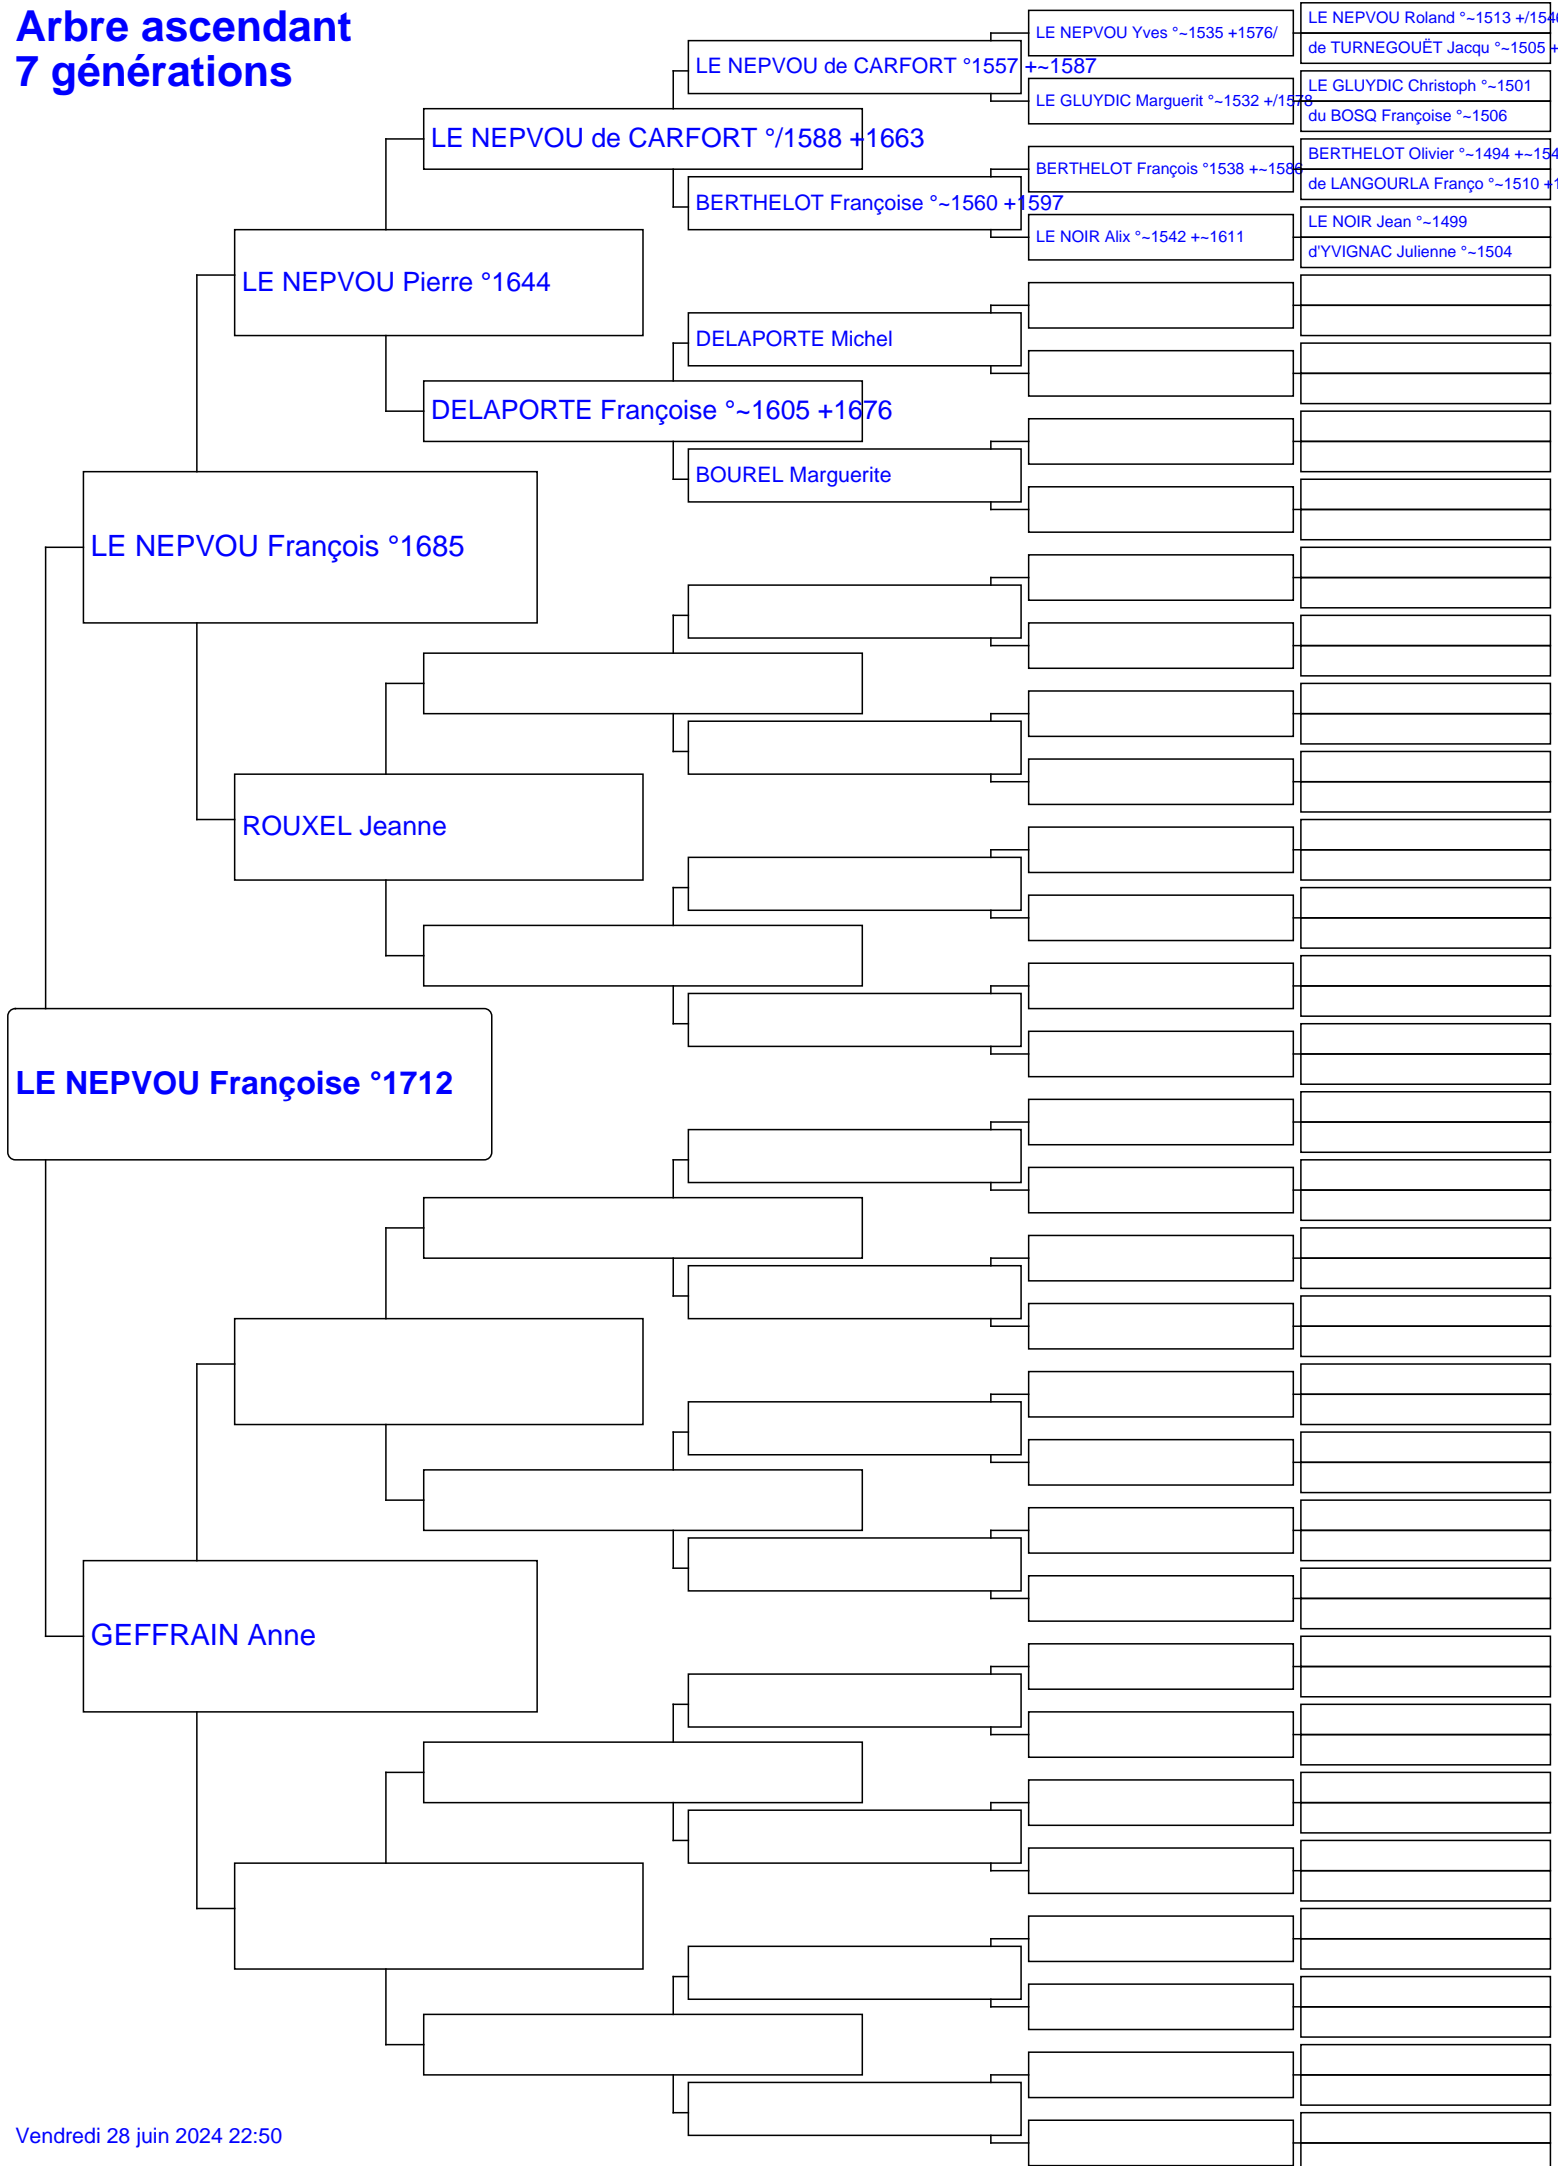 Arbre ascendant
7 générations
LE NEPVOU Françoise °1712
LE NEPVOU François °1685
GEFFRAIN Anne
LE NEPVOU Pierre °1644
ROUXEL Jeanne
LE NEPVOU de CARFORT °/1588 +1663
DELAPORTE Françoise °~1605 +1676
LE NEPVOU de CARFORT °1557 +~1587
BERTHELOT Françoise °~1560 +1597
DELAPORTE Michel
BOUREL Marguerite
LE NEPVOU Yves °~1535 +1576/
LE GLUYDIC Marguerit °~1532 +/1578
BERTHELOT François °1538 +~1586
LE NOIR Alix °~1542 +~1611
LE NEPVOU Roland °~1513 +/154
de TURNEGOUËT Jacqu °~1505 +
LE GLUYDIC Christoph °~1501
du BOSQ Françoise °~1506
BERTHELOT Olivier °~1494 +~154
de LANGOURLA Franço °~1510 +1
LE NOIR Jean °~1499
d'YVIGNAC Julienne °~1504
Vendredi 28 juin 2024 22:50